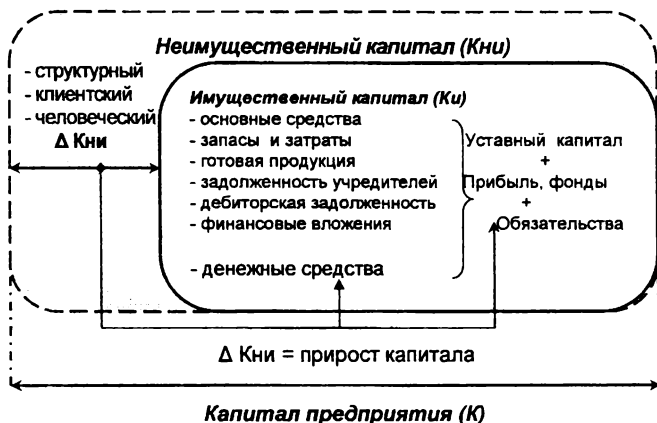 Неимущественный капитал (Кни)
- структурный
- клиентский
- человеческий
Δ Кни
Имущественный капитал (Ки)
- основные средства
- запасы и затраты
- готовая продукция
- задолженность учредителей
- дебиторская задолженность
- финансовые вложения
- денежные средства
Уставный капитал
+
Прибыль, фонды
+
Обязательства
Δ Кни = прирост капитала
Капитал предприятия (К)